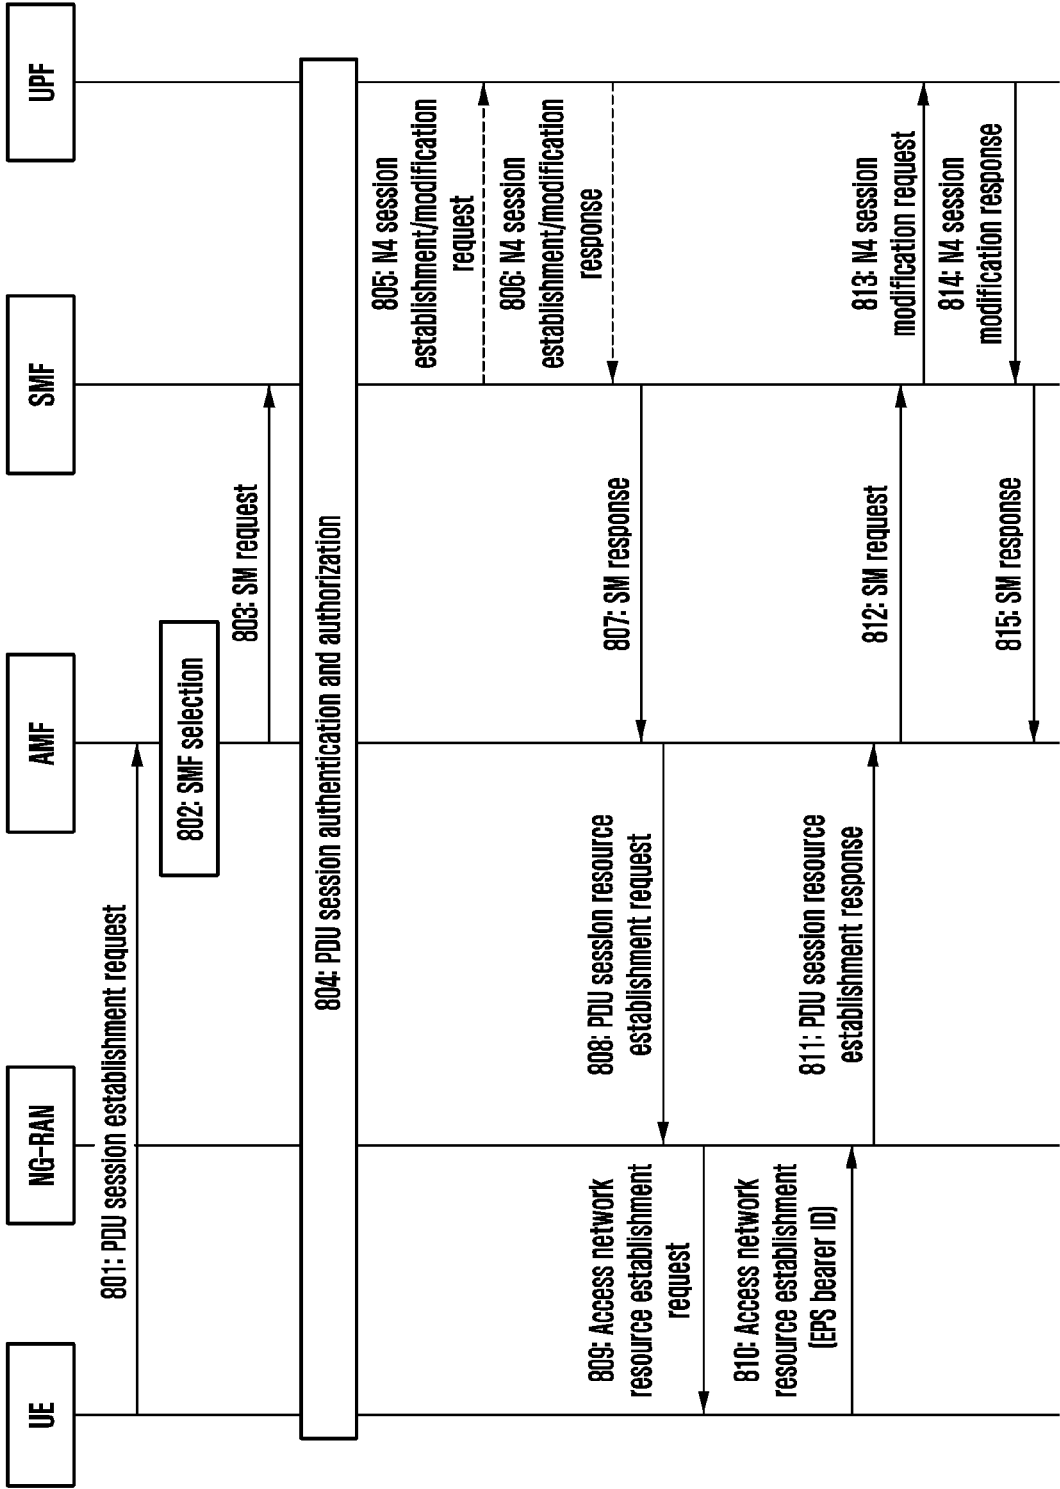 UE
NG-RAN
AMF
SMF
UPF
801: PDU session establishment request
802: SMF selection
803: SM request
804: PDU session authentication and authorization
805: N4 session
establishment/modification
request
806: N4 session
establishment/modification
response
807: SM response
808: PDU session resource
establishment request
809: Access network
resource establishment
request
810: Access network
resource establishment
(EPS bearer ID)
811: PDU session resource
establishment response
812: SM request
813: N4 session
modification request
814: N4 session
modification response
815: SM response